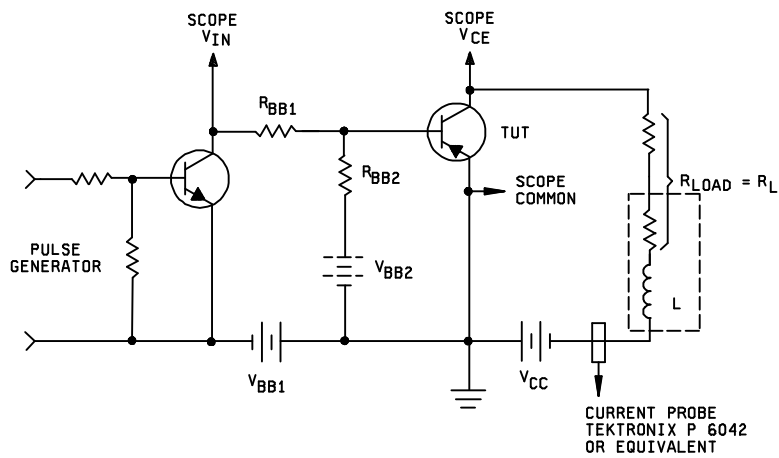 SCOPE
VIN
SCOPE
VCE
RBB1
TUT
RBB2
SCOPE
COMMON
RLOAD = RL
PULSE
GENERATOR
VBB2
L
VBB1
VCC
CURRENT PROBE
TEKTRONIX P 6042
OR EQUIVALENT